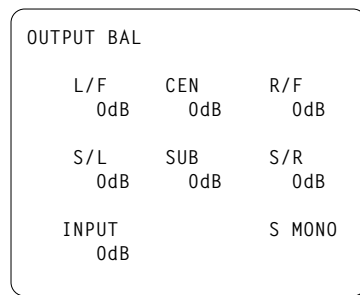 OUTPUT BAL
L/F CEN R/F
0dB 0dB 0dB
S/L SUB S/R
0dB 0dB 0dB
INPUT S MONO
0dB